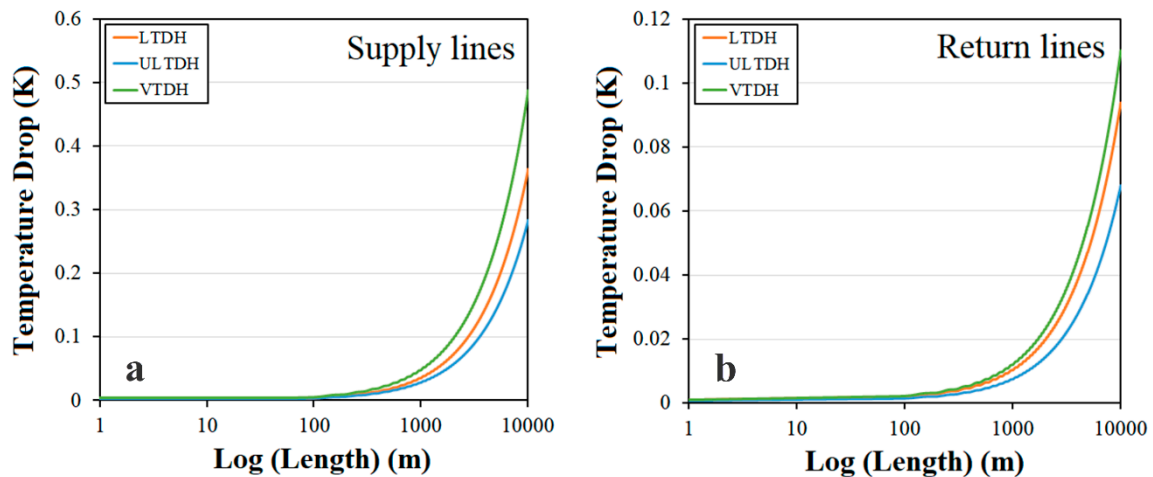 Supply lines
LTDH
ULTDH
VTDH
Temperature Drop (K)
0.6
0.5
0.4
0.3
0.2
0.1
0
a
1 10 100 1000 10000
Log (Length) (m)
Return lines
LTDH
ULTDH
VTDH
Temperature Drop (K)
0.12
0.1
0.08
0.06
0.04
0.02
0
b
1 10 100 1000 10000
Log (Length) (m)